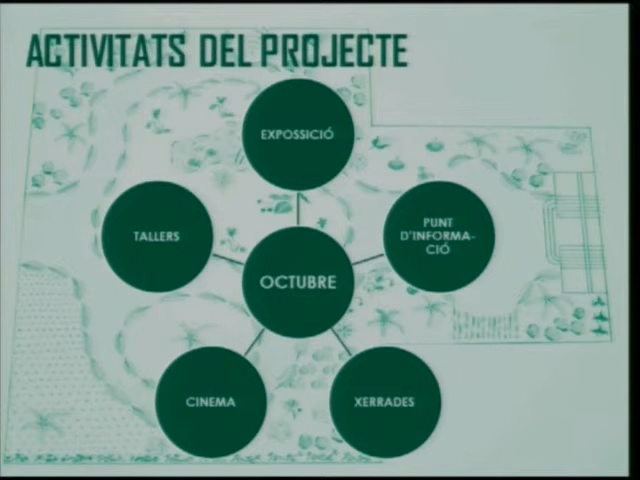 ACTIVITATS DEL PROJECTE
EXPOSSICIÓ
TALLERS
PUNT
D'INFORMA-
CIÓ
OCTUBRE
CINEMA
XERRADES